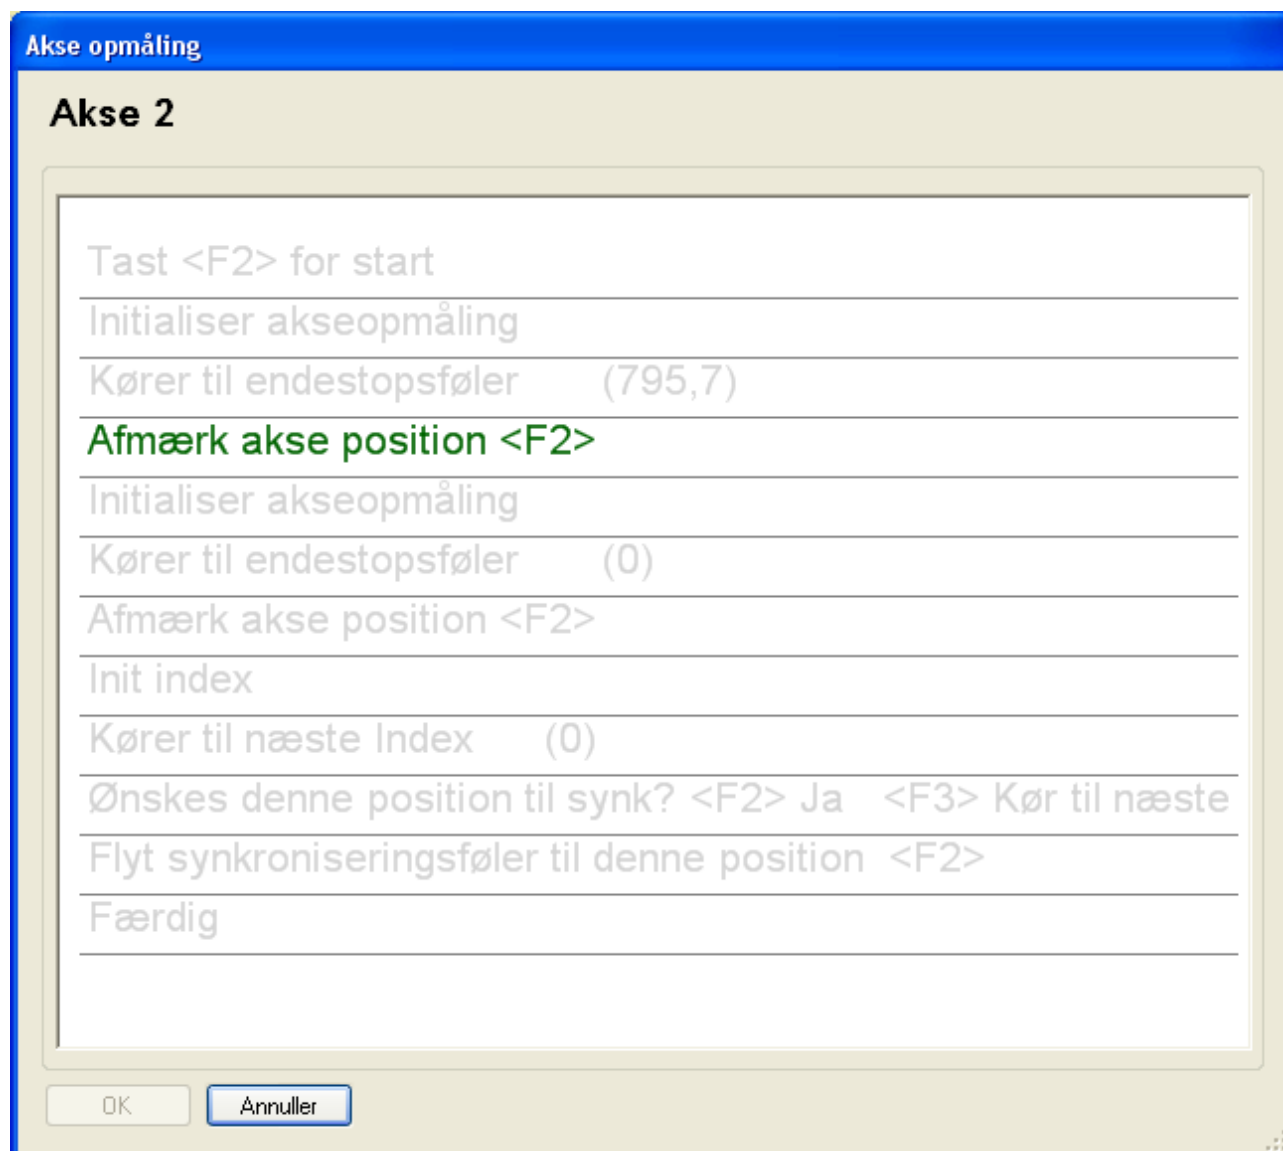 Akse opmåling
Akse 2
Tast <F2> for start
Initialiser akseopmåling
Kører til endestopsføler (795,7)
Afmærk akse position <F2>
Initialiser akseopmåling
Kører til endestopsføler (0)
Afmærk akse position <F2>
Init index
Kører til næste Index (0)
Ønskes denne position til synk? <F2> Ja <F3> Kør til næste
Flyt synkroniseringsføler til denne position <F2>
Færdig
OK Annuller